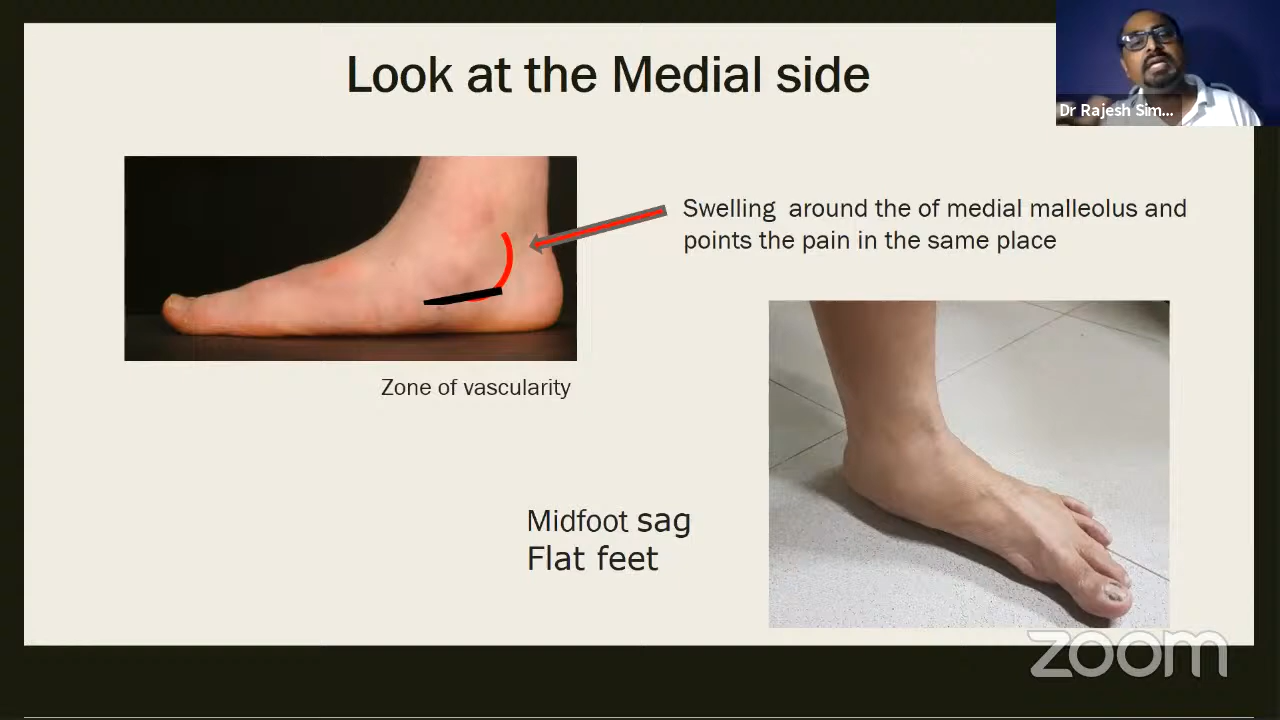 Look at the Medial side
Dr Rajesh Sim...
Swelling around the of medial malleolus and
points the pain in the same place
Zone of vascularity
Midfoot sag
Flat feet
zoom